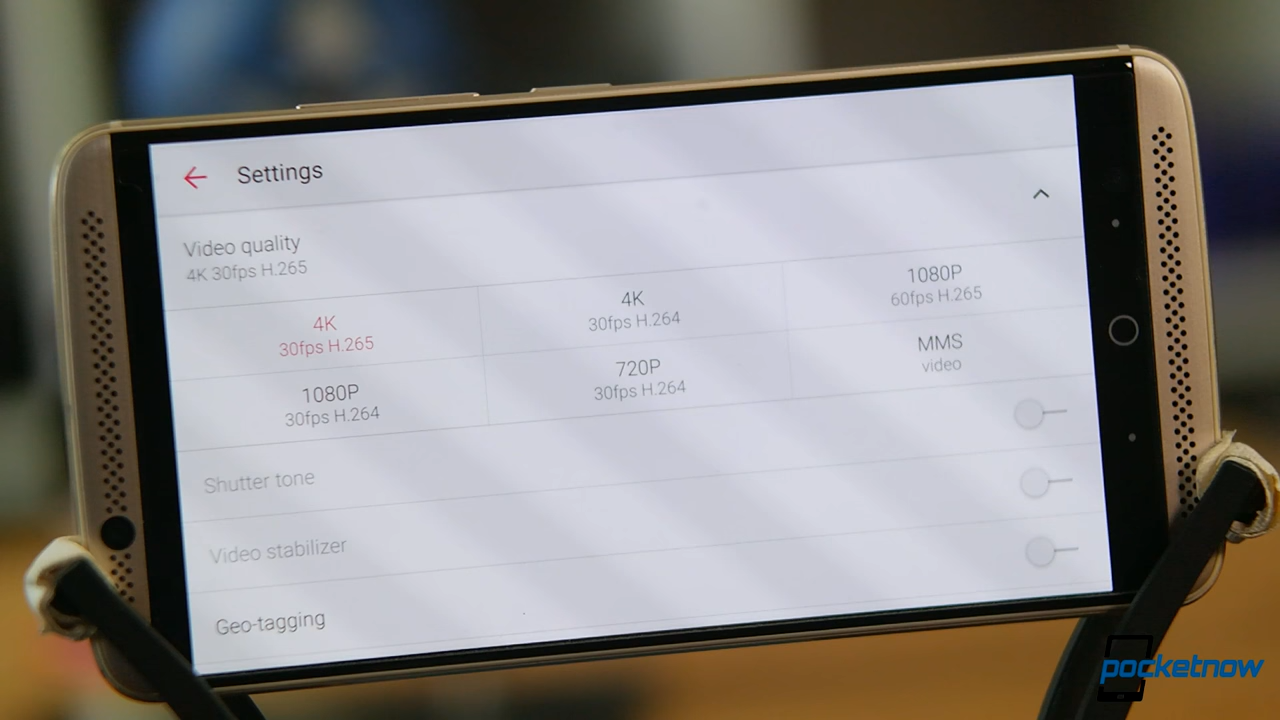 Settings
Video quality
4K 30fps H.265
4K
30fps H.265
4K
30fps H.264
1080P
60fps H.265
1080P
30fps H.264
720P
30fps H.264
MMS
video
Shutter tone
Video stabilizer
Geo-tagging
pocketnow